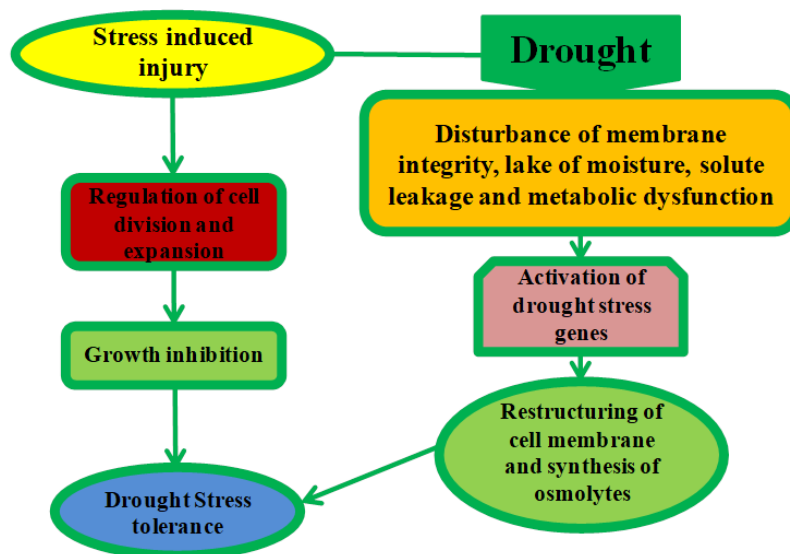 Stress induced
injury
Drought
Disturbance of membrane
integrity, lake of moisture, solute
leakage and metabolic dysfunction
Regulation of cell
division and
expansion
Activation of
drought stress
genes
Growth inhibition
Restructuring of
cell membrane
and synthesis of
osmolytes
Drought Stress
tolerance